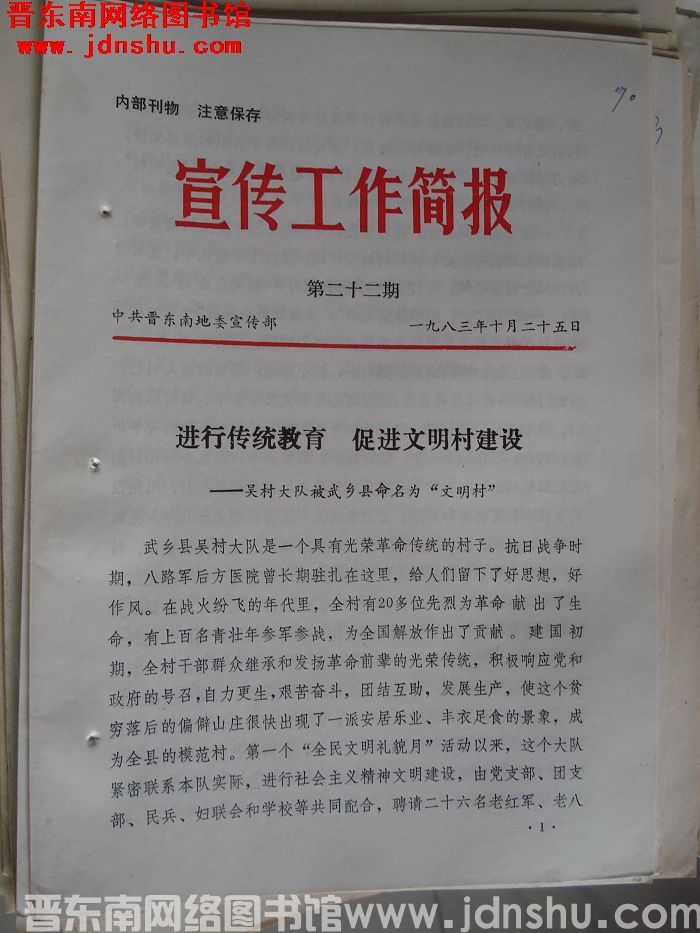 晋东南网络图书馆
www.jdnshu.com
70
内部刊物 注意保存
宣传工作简报
第二十二期
中共晋东南地委宣传部 一九八三年十月二十五日
进行传统教育 促进文明村建设
——吴村大队被武乡县命名为“文明村”
武乡县吴村大队是一个具有光荣革命传统的村子。抗日战争时
期，八路军后方医院曾长期驻扎在这里，给人们留下了好思想，好
作风。在战火纷飞的年代里，全村有20多位先烈为革命献出了生
命，有上百名青壮年参军参战，为全国解放作出了贡献。建国初
期，全村干部群众继承和发扬革命前辈的光荣传统，积极响应党和
政府的号召，自力更生，艰苦奋斗，团结互助，发展生产，使这个贫
穷落后的偏僻山庄很快出现了一派安居乐业、丰衣足食的景象，成
为全县的模范村。第一个“全民文明礼貌月”活动以来，这个大队
紧密联系本队实际，进行社会主义精神文明建设，由党支部、团支
部、民兵、妇联会和学校等共同配合，聘请二十六名老红军、老八
·1·
晋东南网络图书馆www.jdnshu.com